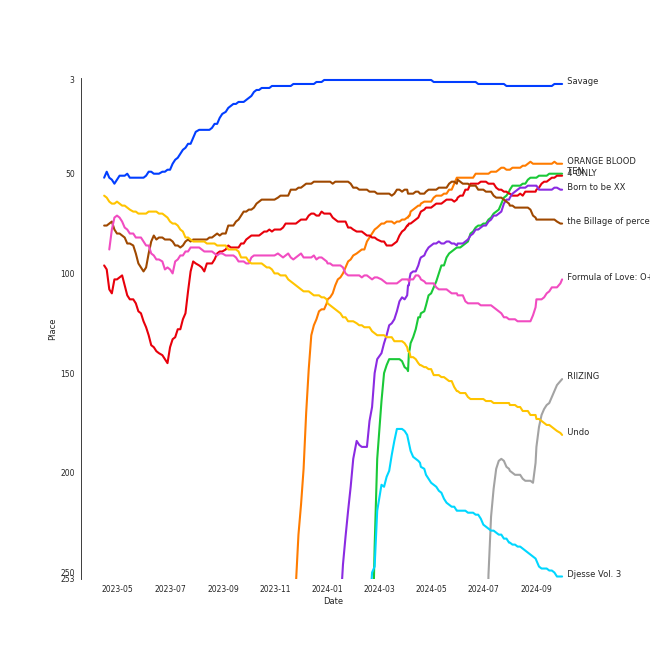 3
50
100
150
200
250
253
Place
2023-05
2023-07
2023-09
2023-11
2024-01
2024-03
2024-05
2024-07
2024-09
Date
Savage
ORANGE BLOOD
TEN
4 ONLY
Born to be XX
the Billage of perce
Formula of Love: O+
RIIZING
Undo
Djesse Vol. 3